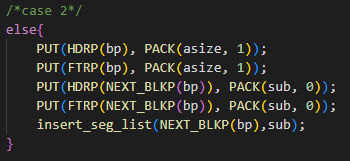 /*case 2*/
else{
    PUT(HDRP(bp), PACK(asize, 1));
    PUT(FTRP(bp), PACK(asize, 1));
    PUT(HDRP(NEXT_BLKP(bp)), PACK(sub, 0));
    PUT(FTRP(NEXT_BLKP(bp)), PACK(sub, 0));
    insert_seg_list(NEXT_BLKP(bp),sub);
}